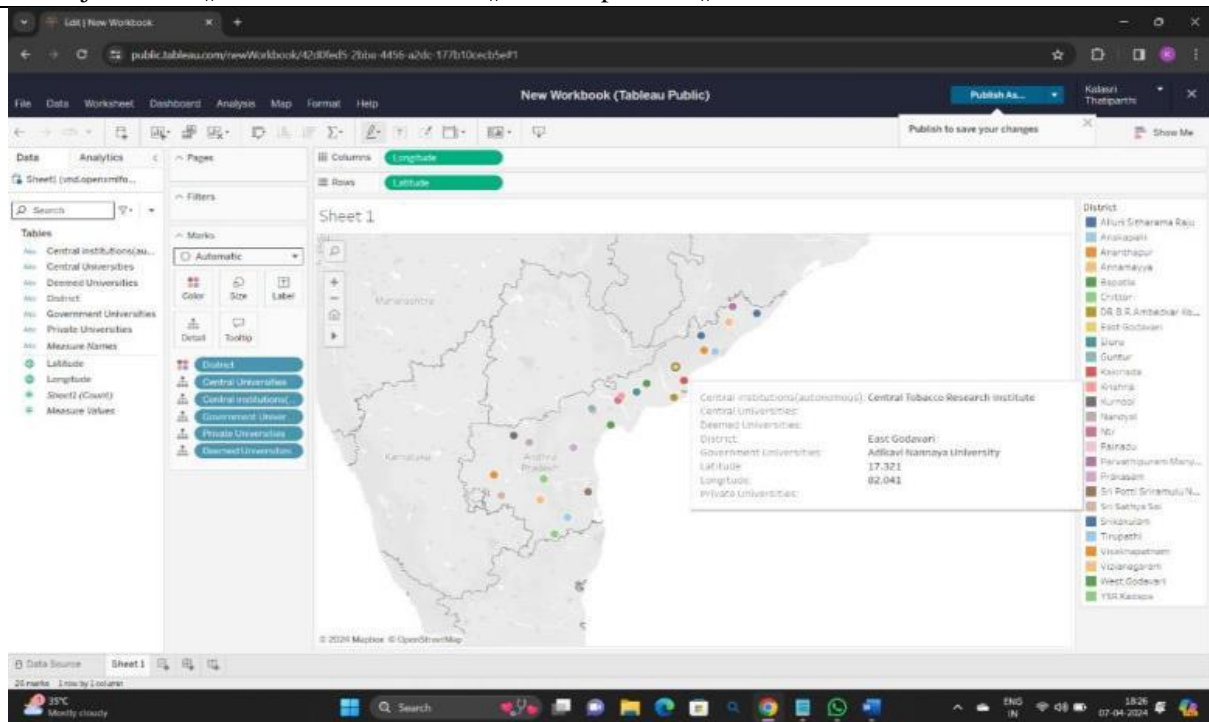 Edit | New Workbook
public.tableau.com/newWorkbook/
File Data Worksheet Dashboard Analysis Map Format Help
New Workbook (Tableau Public)
Publish As...
Kalasri
Thatiparthi
Publish to save your changes
Show Me
Data Analytics
Pages
Columns Longitude
Rows Latitude
Search
Filters
Tables
Central institutions(au...
Central Universities
Deemed Universities
District
Government Universities
Private Universities
Measure Names
Latitude
Longitude
Sheet1 (Count)
Measure Values
Marks
Automatic
Color Size Label
Detail Tooltip
District
Central Universities
Central institutions(...
Government Univer...
Private Universities
Deemed Universities
Sheet 1
Maharashtra
Karnataka
Andhra
Pradesh
Central institutions(autonomous): Central Tobacco Research Institute
Central Universities:
Deemed Universities:
District: East Godavari
Government Universities: Adikavi Nannaya University
Latitude: 17.321
Longitude: 82.041
Private Universities:
© 2024 Mapbox © OpenStreetMap
District
Alluri Sitharama Raju
Anakapalli
Ananthapur
Annamayya
Bapatla
Chittor
DR B.R.Ambedkar Ko...
East Godavari
Eluru
Guntur
Kakinada
Krishna
Kurnool
Nandyal
Ntr
Palnadu
Parvathipuram Many...
Prakasam
Sri Potti Sriramulu N...
Sri Sathya Sai
Srikakulam
Tirupathi
Visakhapatnam
Vizianagaram
West Godavari
YSR Kadapa
Data Source Sheet 1
26 marks 1 row by 1 column
35°C
Mostly cloudy
Search
ENG
IN
18:26
07-04-2024